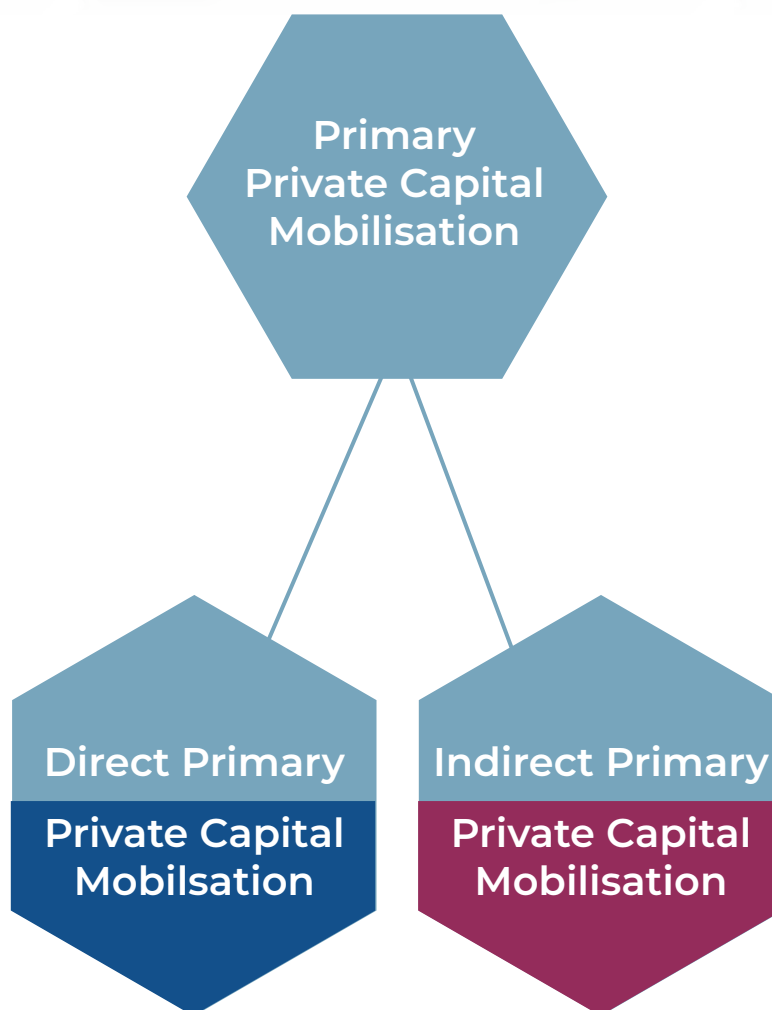 Primary
Private Capital
Mobilisation
Direct Primary
Private Capital
Mobilsation
Indirect Primary
Private Capital
Mobilisation